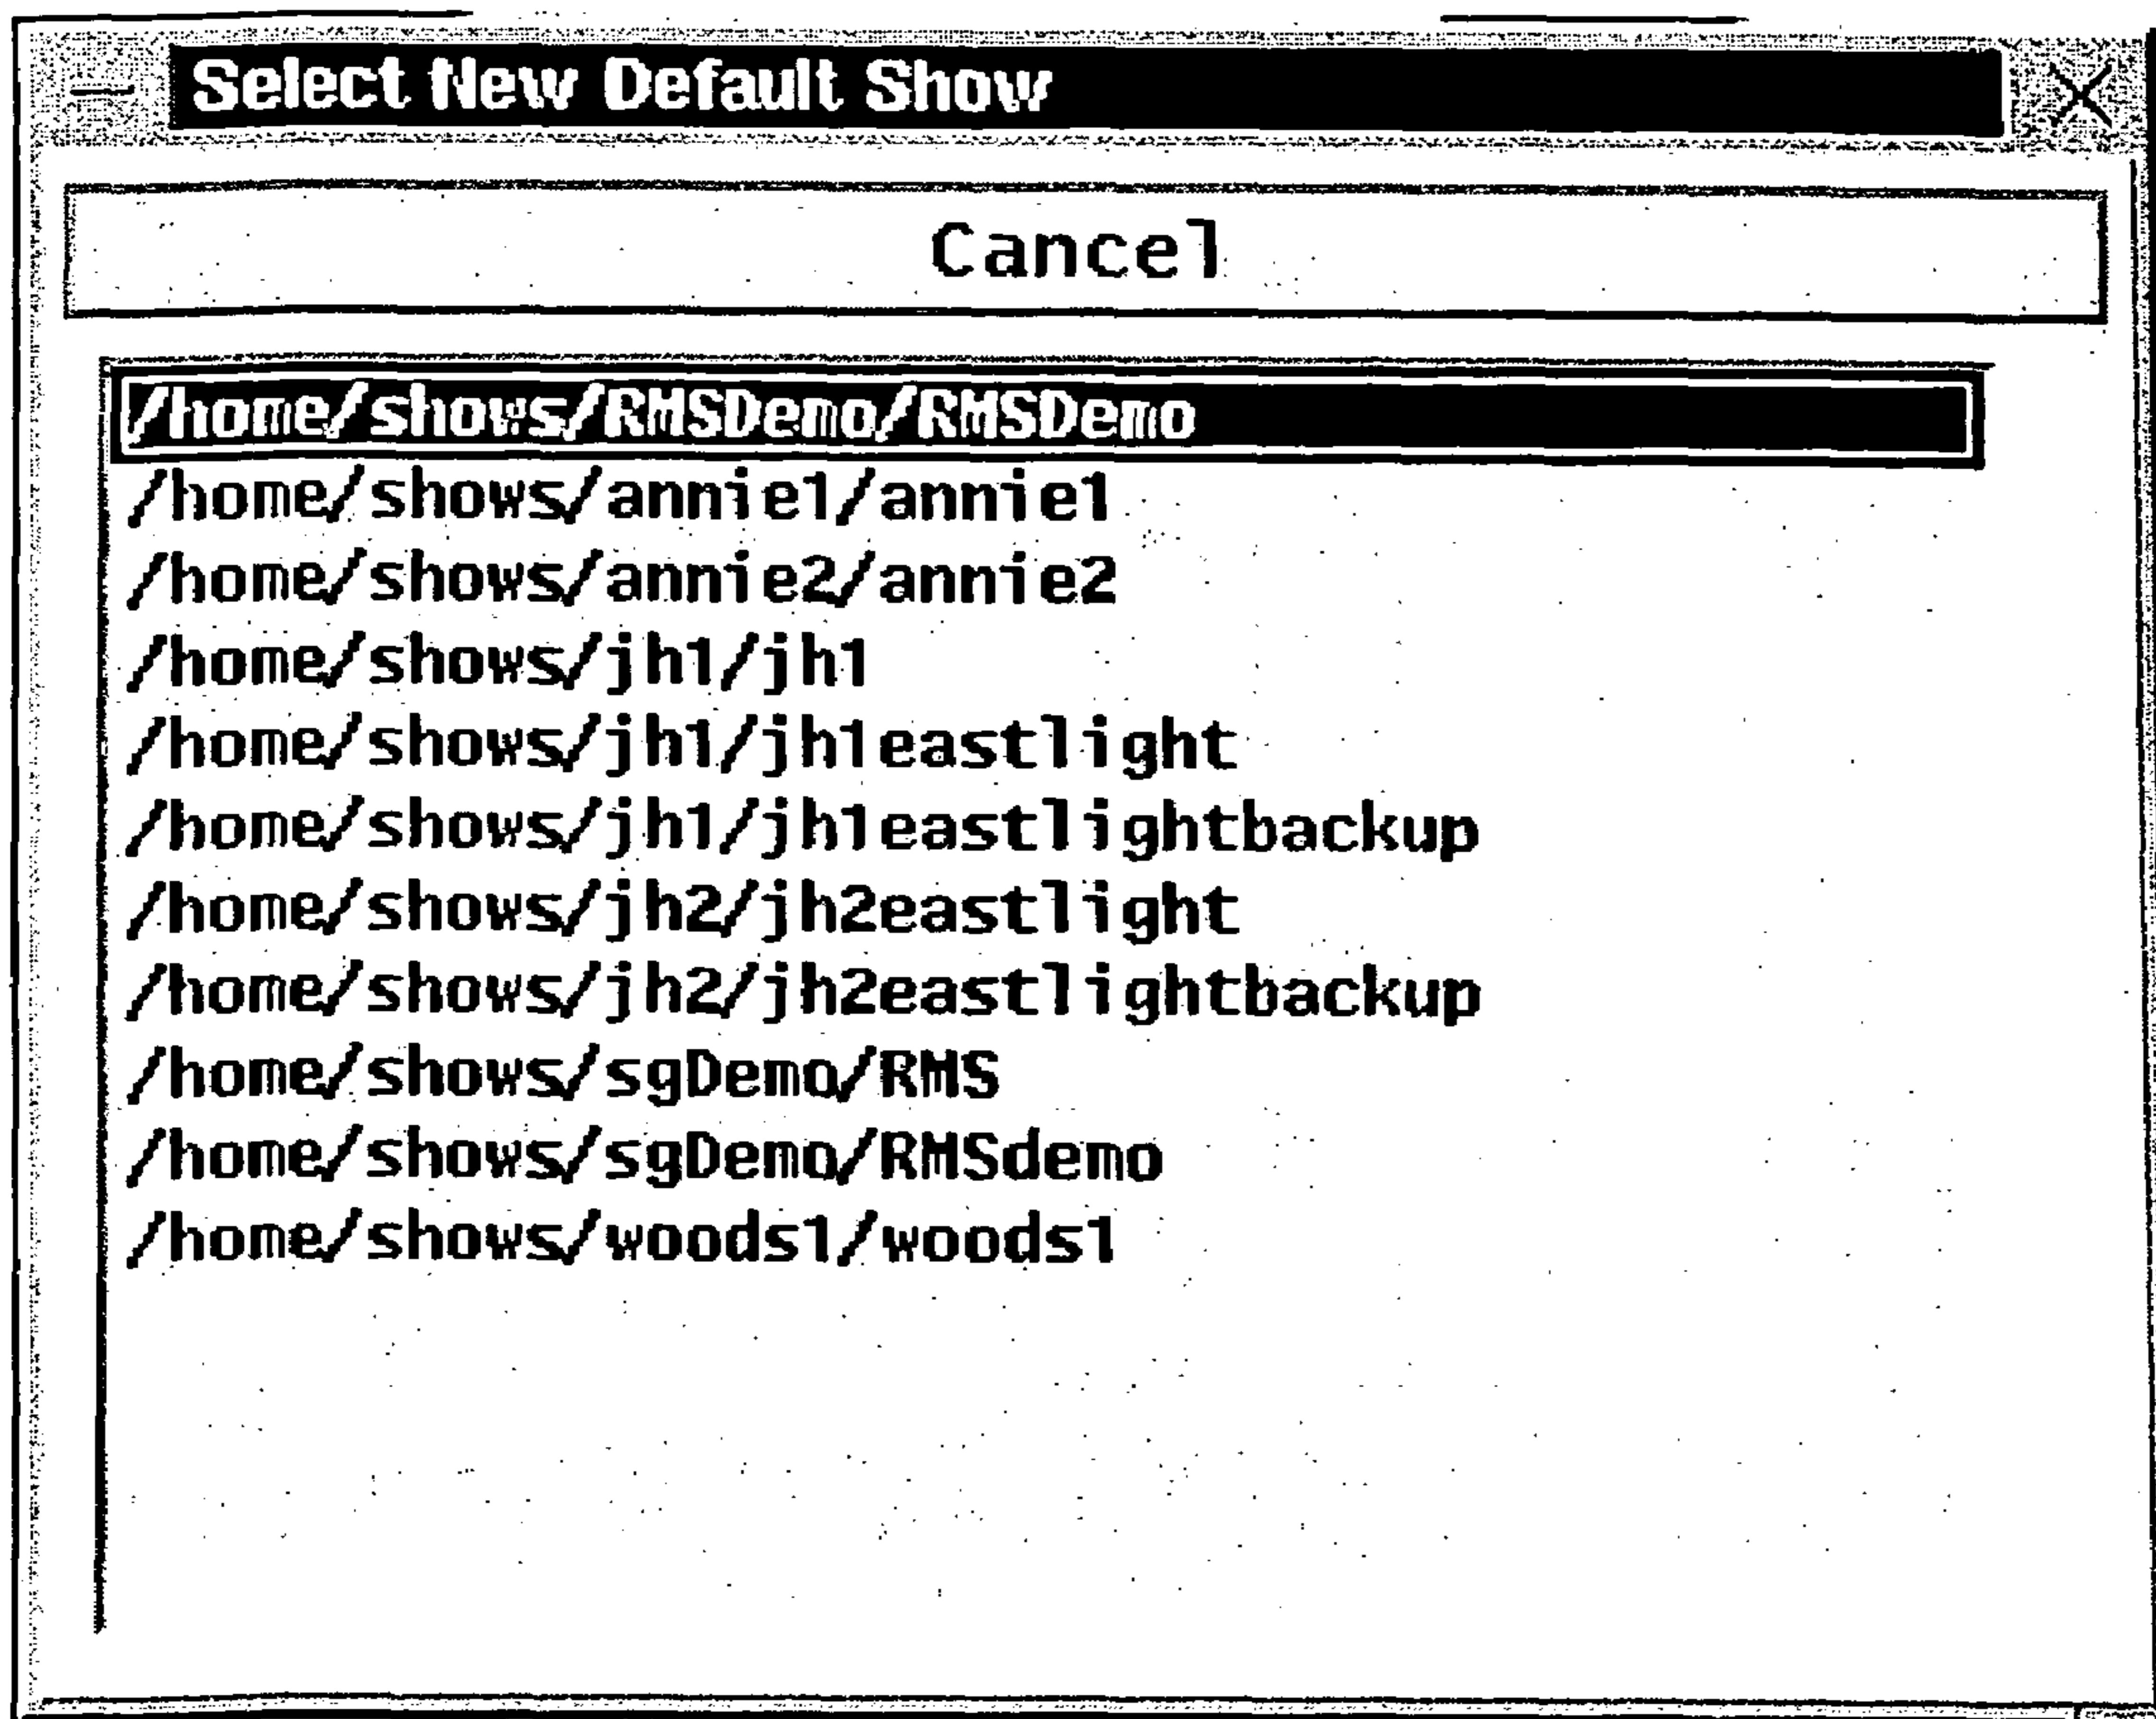 Select New Default Show
Cancel
/home/shows/RMSDemo/RMSDemo
/home/shows/annie1/annie1
/home/shows/annie2/annie2
/home/shows/jh1/jh1
/home/shows/jh1/jh1eastlight
/home/shows/jh1/jh1eastlightbackup
/home/shows/jh2/jh2eastlight
/home/shows/jh2/jh2eastlightbackup
/home/shows/sgDemo/RMS
/home/shows/sgDemo/RMSdemo
/home/shows/woods1/woods1